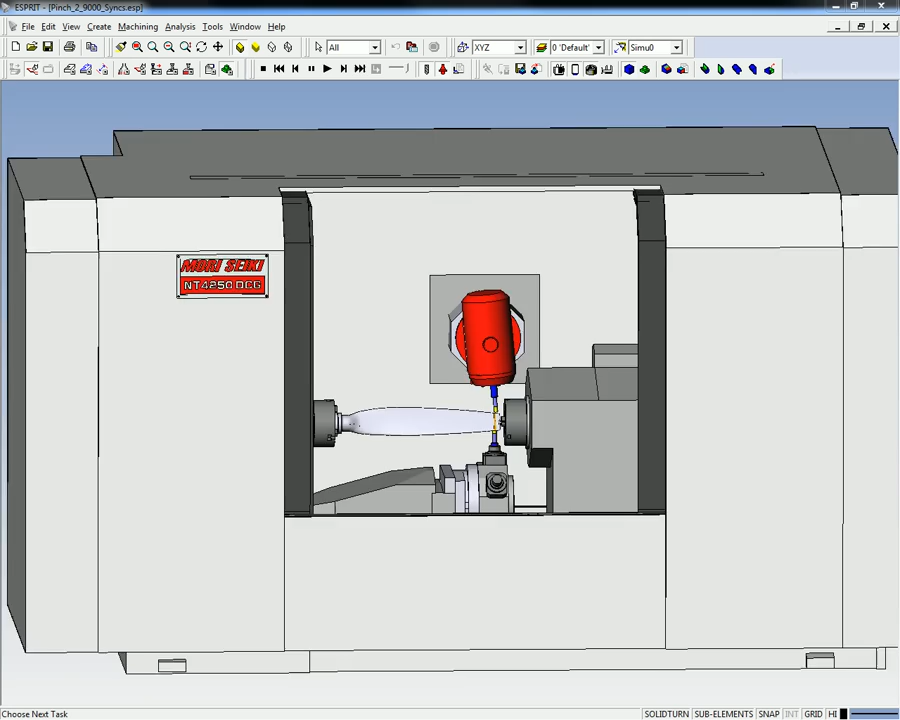 ESPRIT - [Pinch_2_9000_Syncs.esp]
File Edit View Create Machining Analysis Tools Window Help
All XYZ 0 'Default' Simu0
MORI SEIKI
NT4250 DCG
Choose Next Task SOLIDTURN SUB-ELEMENTS SNAP INT GRID HI